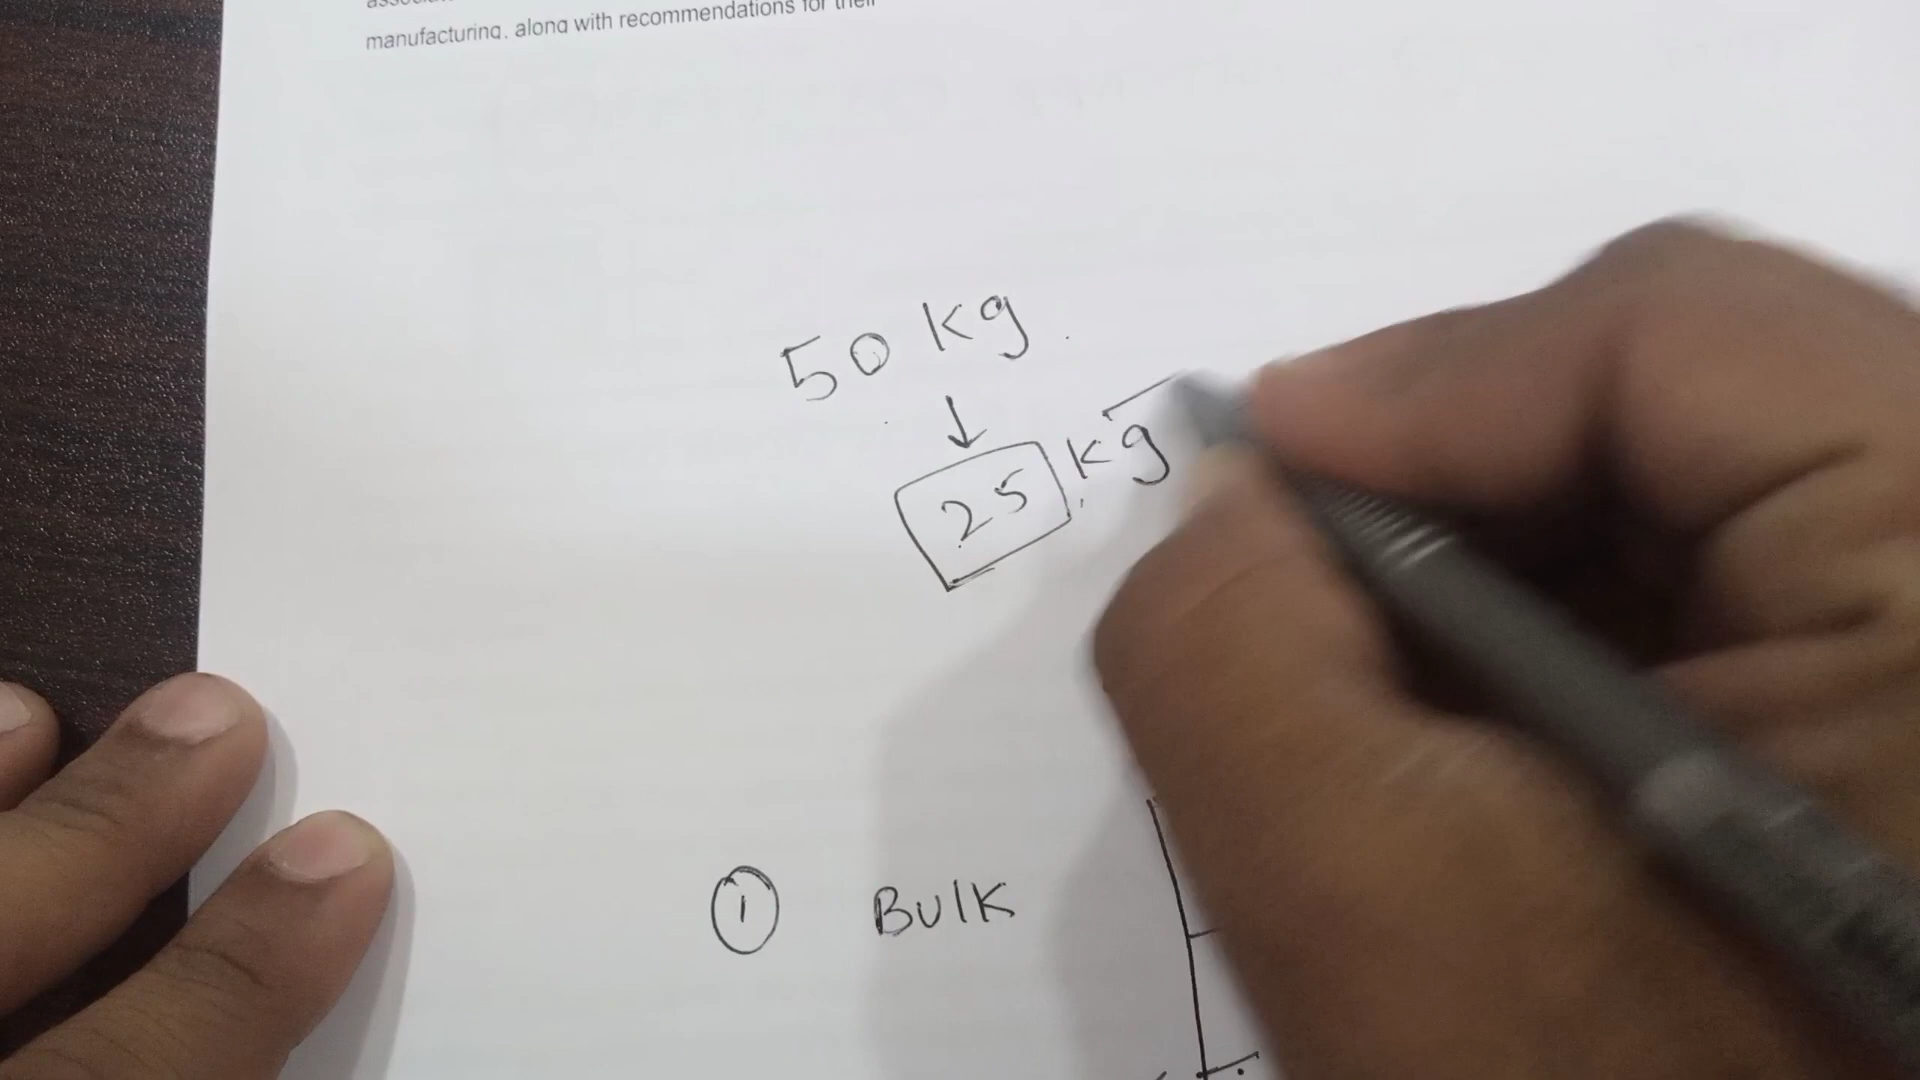 manufacturing, along with recommendations for their
50 kg
25 kg
1 Bulk